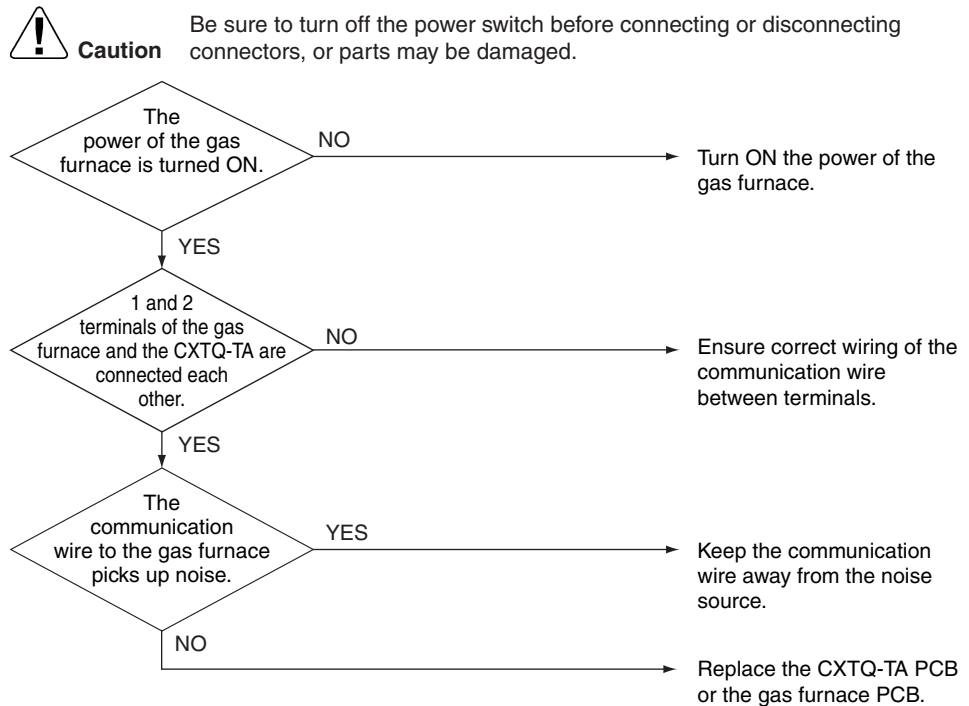 Caution
Be sure to turn off the power switch before connecting or disconnecting
connectors, or parts may be damaged.
The
power of the gas
furnace is turned ON.
NO
Turn ON the power of the
gas furnace.
YES
1 and 2
terminals of the gas
furnace and the CXTQ-TA are
connected each
other.
NO
Ensure correct wiring of the
communication wire
between terminals.
YES
The
communication
wire to the gas furnace
picks up noise.
YES
Keep the communication
wire away from the noise
source.
NO
Replace the CXTQ-TA PCB
or the gas furnace PCB.